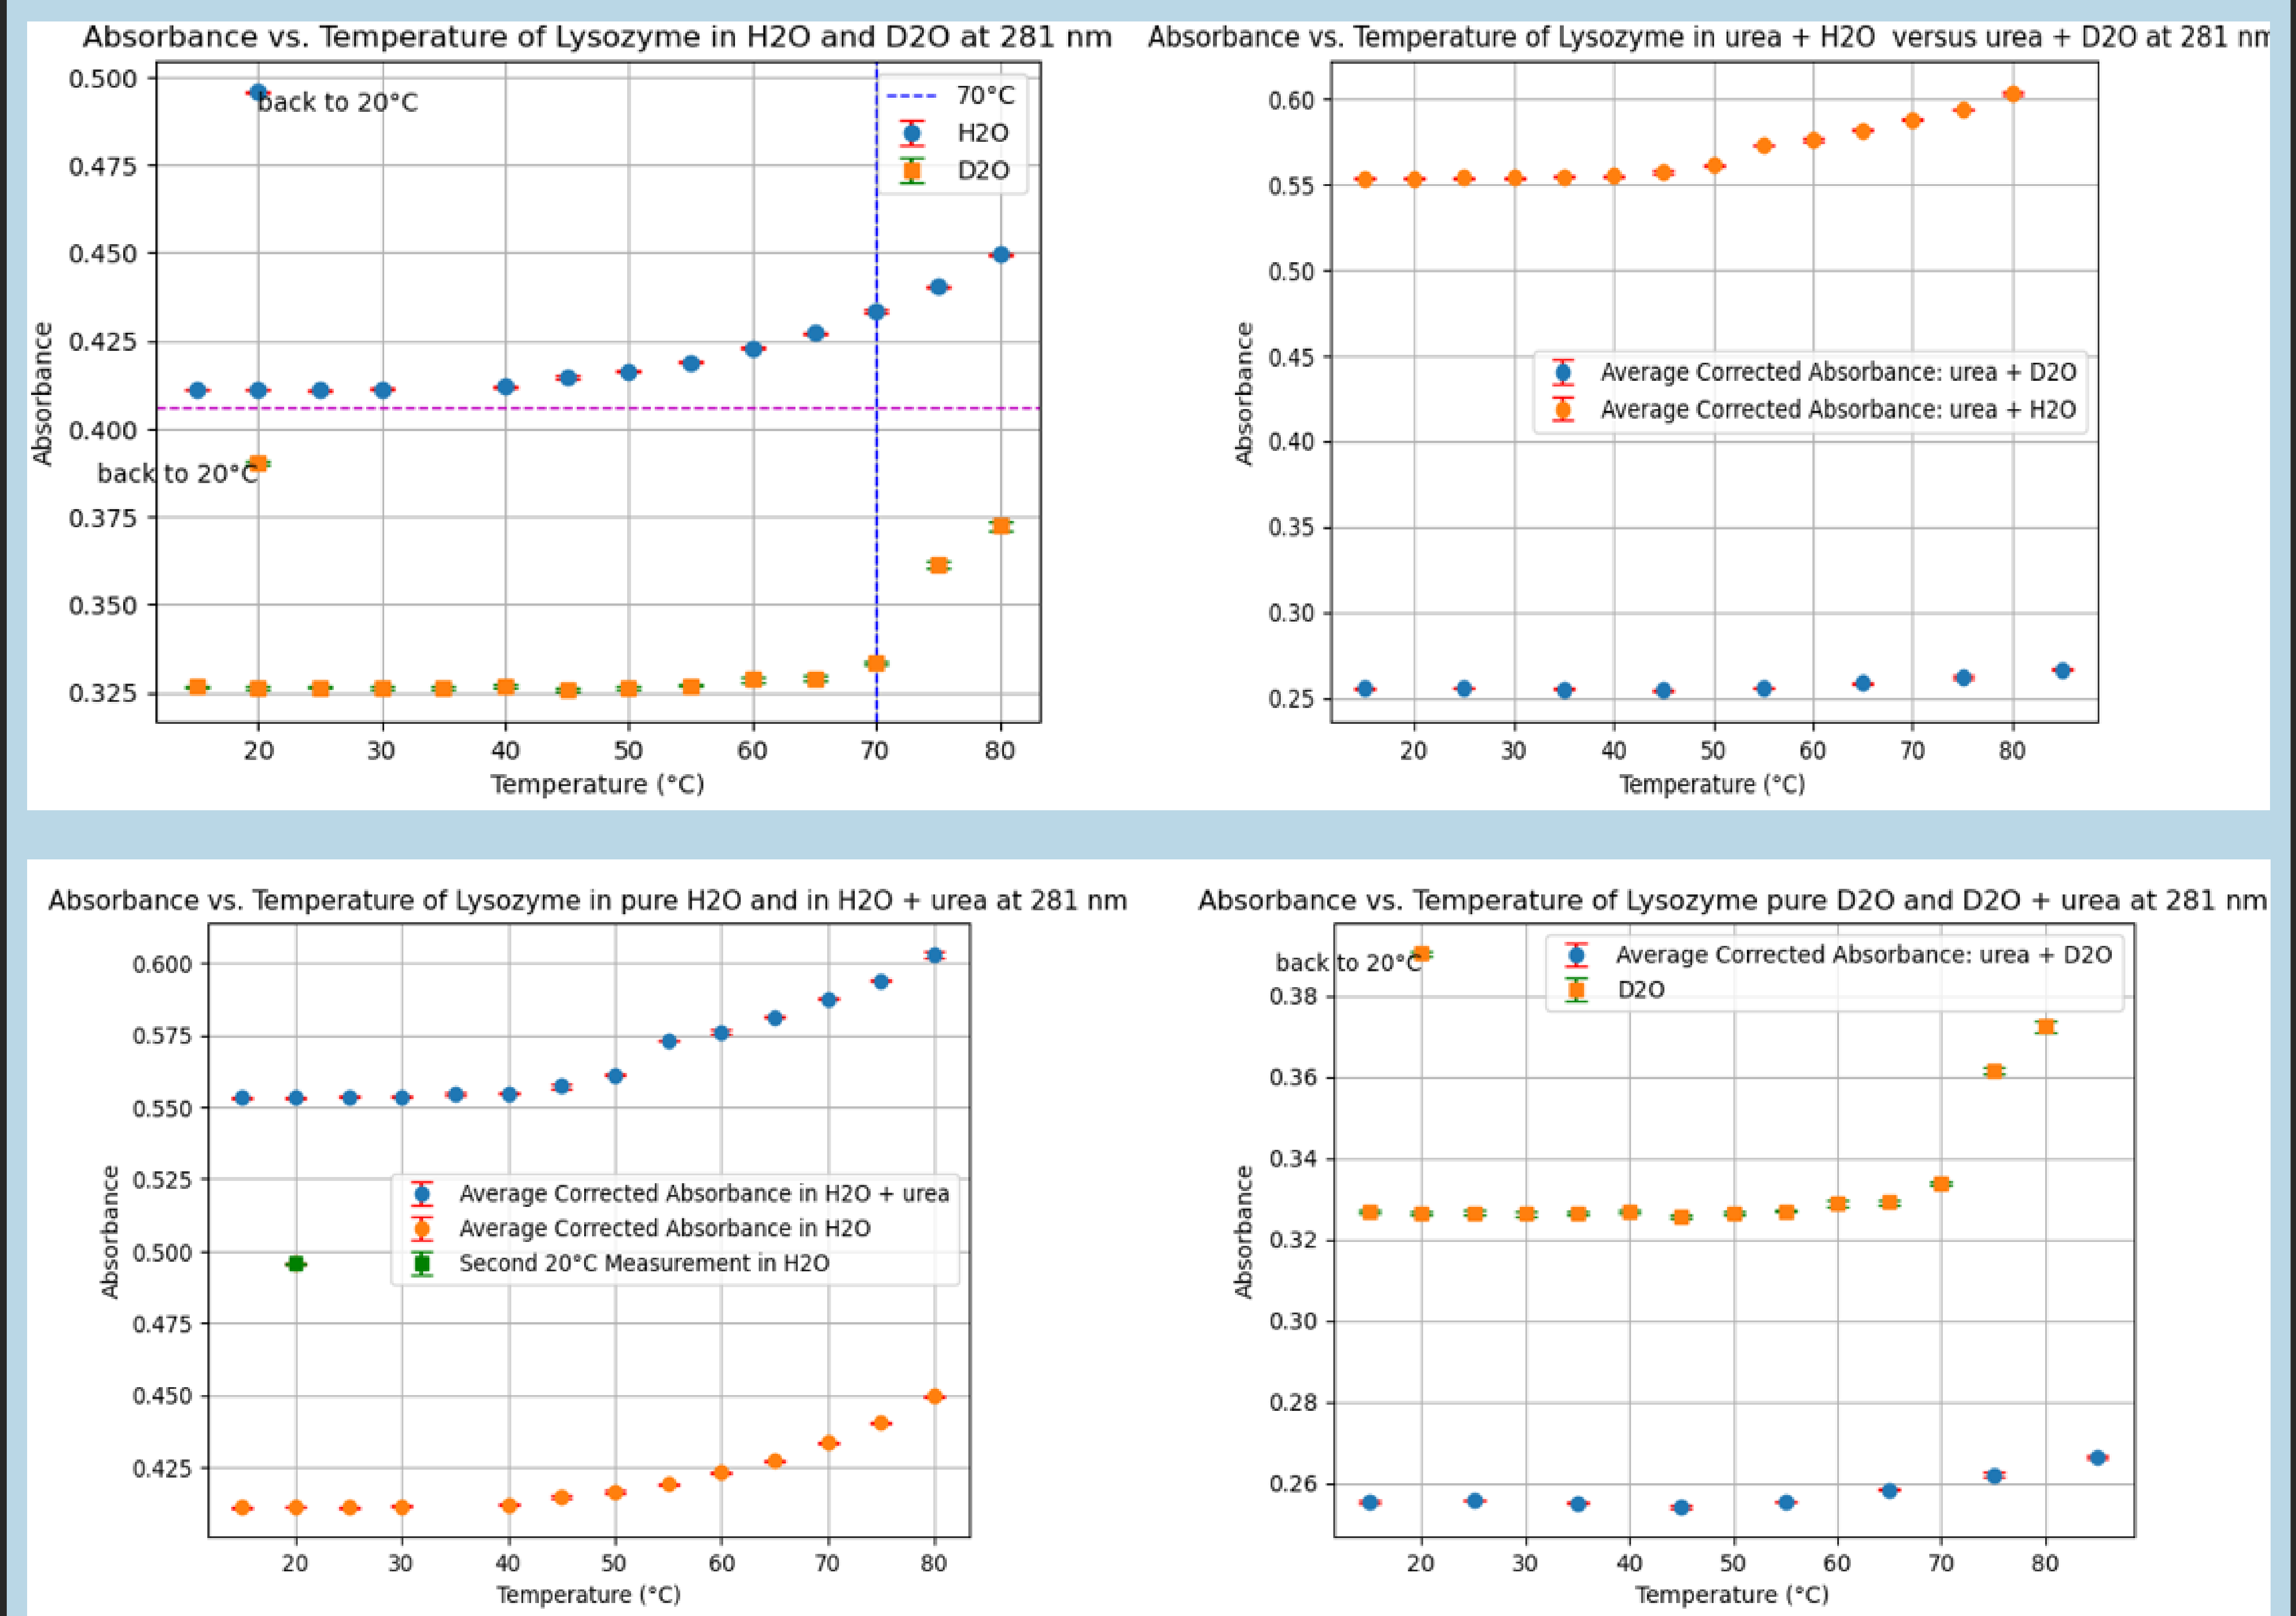 Absorbance vs. Temperature of Lysozyme in H2O and D2O at 281 nm
0.500
0.475
0.450
0.425
0.400
0.375
0.350
0.325
Absorbance
back to 20°C
back to 20°C
70°C
H2O
D2O
20 30 40 50 60 70 80
Temperature (°C)
Absorbance vs. Temperature of Lysozyme in urea + H2O versus urea + D2O at 281 nm
0.60
0.55
0.50
0.45
0.40
0.35
0.30
0.25
Absorbance
Average Corrected Absorbance: urea + D2O
Average Corrected Absorbance: urea + H2O
20 30 40 50 60 70 80
Temperature (°C)
Absorbance vs. Temperature of Lysozyme in pure H2O and in H2O + urea at 281 nm
0.600
0.575
0.550
0.525
0.500
0.475
0.450
0.425
Absorbance
Average Corrected Absorbance in H2O + urea
Average Corrected Absorbance in H2O
Second 20°C Measurement in H2O
20 30 40 50 60 70 80
Temperature (°C)
Absorbance vs. Temperature of Lysozyme pure D2O and D2O + urea at 281 nm
back to 20°C
Average Corrected Absorbance: urea + D2O
D2O
0.38
0.36
0.34
0.32
0.30
0.28
0.26
Absorbance
20 30 40 50 60 70 80
Temperature (°C)